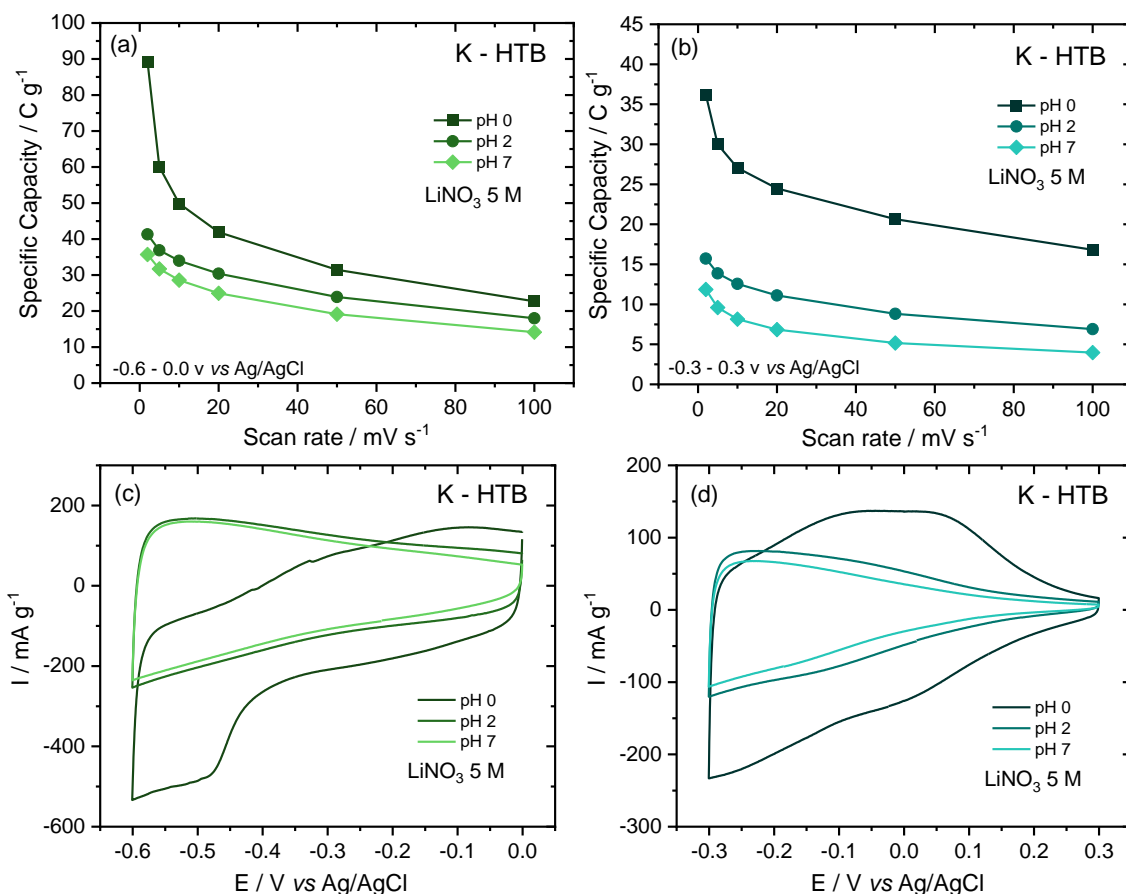 (a)
K - HTB
pH 0
pH 2
pH 7
LiNO₃ 5 M
-0.6 - 0.0 v vs Ag/AgCl
Specific Capacity / C g⁻¹
100
90
80
70
60
50
40
30
20
10
0
0 20 40 60 80 100
Scan rate / mV s⁻¹
(b)
K - HTB
pH 0
pH 2
pH 7
LiNO₃ 5 M
-0.3 - 0.3 v vs Ag/AgCl
Specific Capacity / C g⁻¹
45
40
35
30
25
20
15
10
5
0
0 20 40 60 80 100
Scan rate / mV s⁻¹
(c)
K - HTB
pH 0
pH 2
pH 7
LiNO₃ 5 M
I / mA g⁻¹
200
0
-200
-400
-600
-0.6 -0.5 -0.4 -0.3 -0.2 -0.1 0.0
E / V vs Ag/AgCl
(d)
K - HTB
pH 0
pH 2
pH 7
LiNO₃ 5 M
I / mA g⁻¹
200
100
0
-100
-200
-300
-0.3 -0.2 -0.1 0.0 0.1 0.2 0.3
E / V vs Ag/AgCl